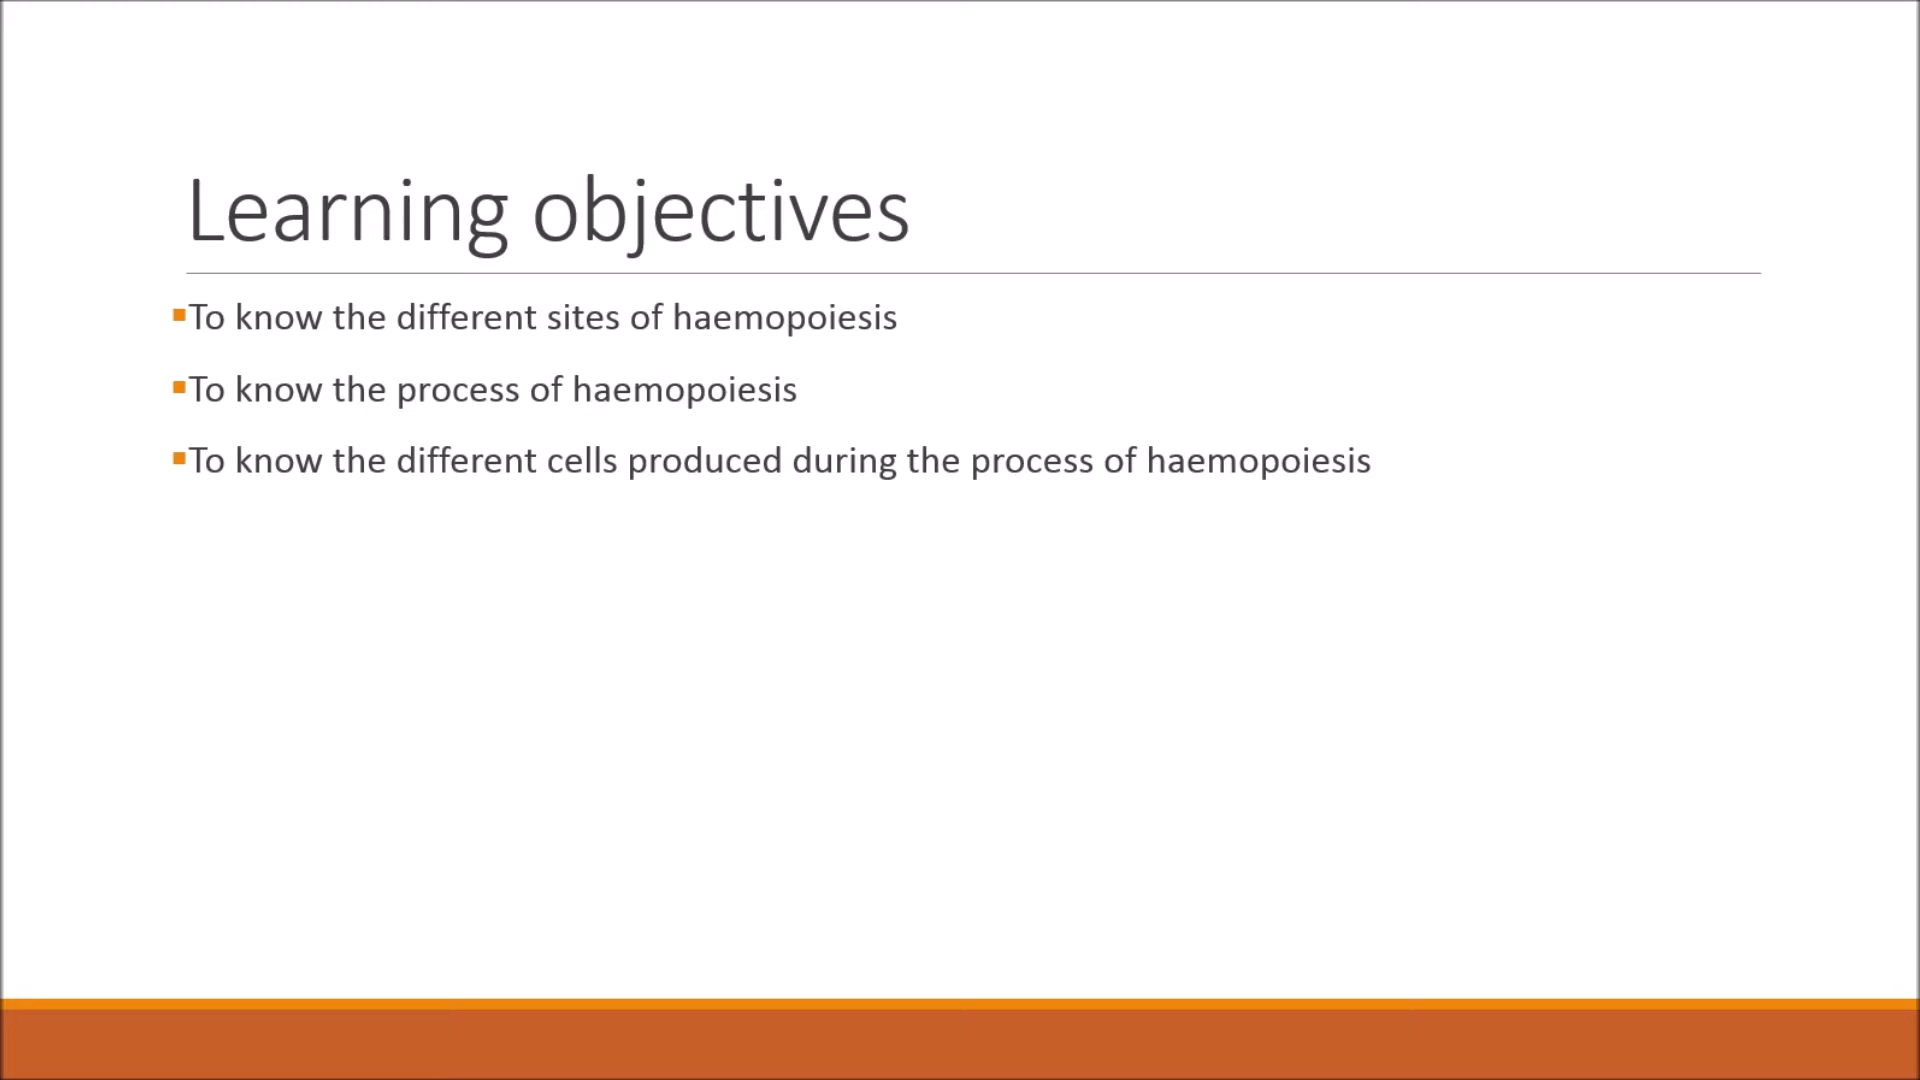 Learning objectives
▪To know the different sites of haemopoiesis
▪To know the process of haemopoiesis
▪To know the different cells produced during the process of haemopoiesis